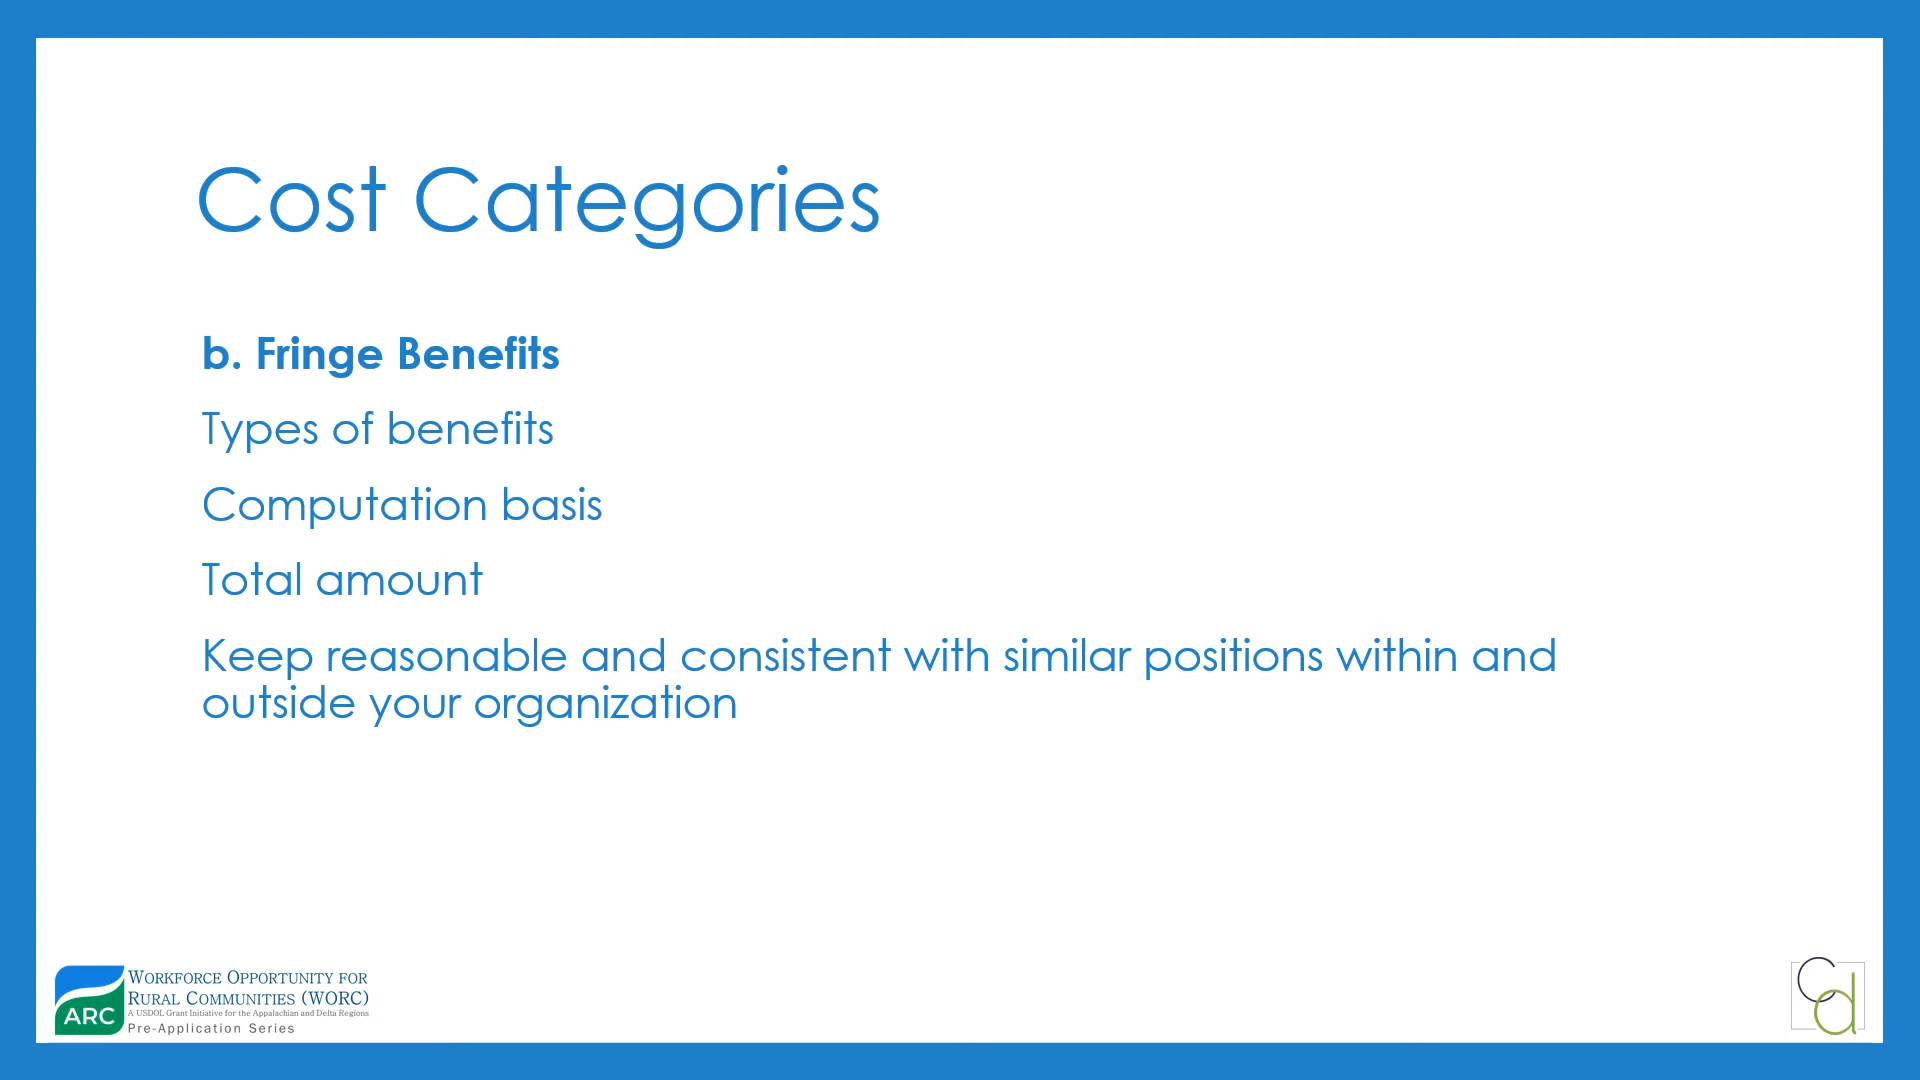 Cost Categories
b. Fringe Benefits
Types of benefits
Computation basis
Total amount
Keep reasonable and consistent with similar positions within and
outside your organization
ARC
WORKFORCE OPPORTUNITY FOR
RURAL COMMUNITIES (WORC)
A USDOL Grant Initiative for the Appalachian and Delta Regions
Pre-Application Series
cd